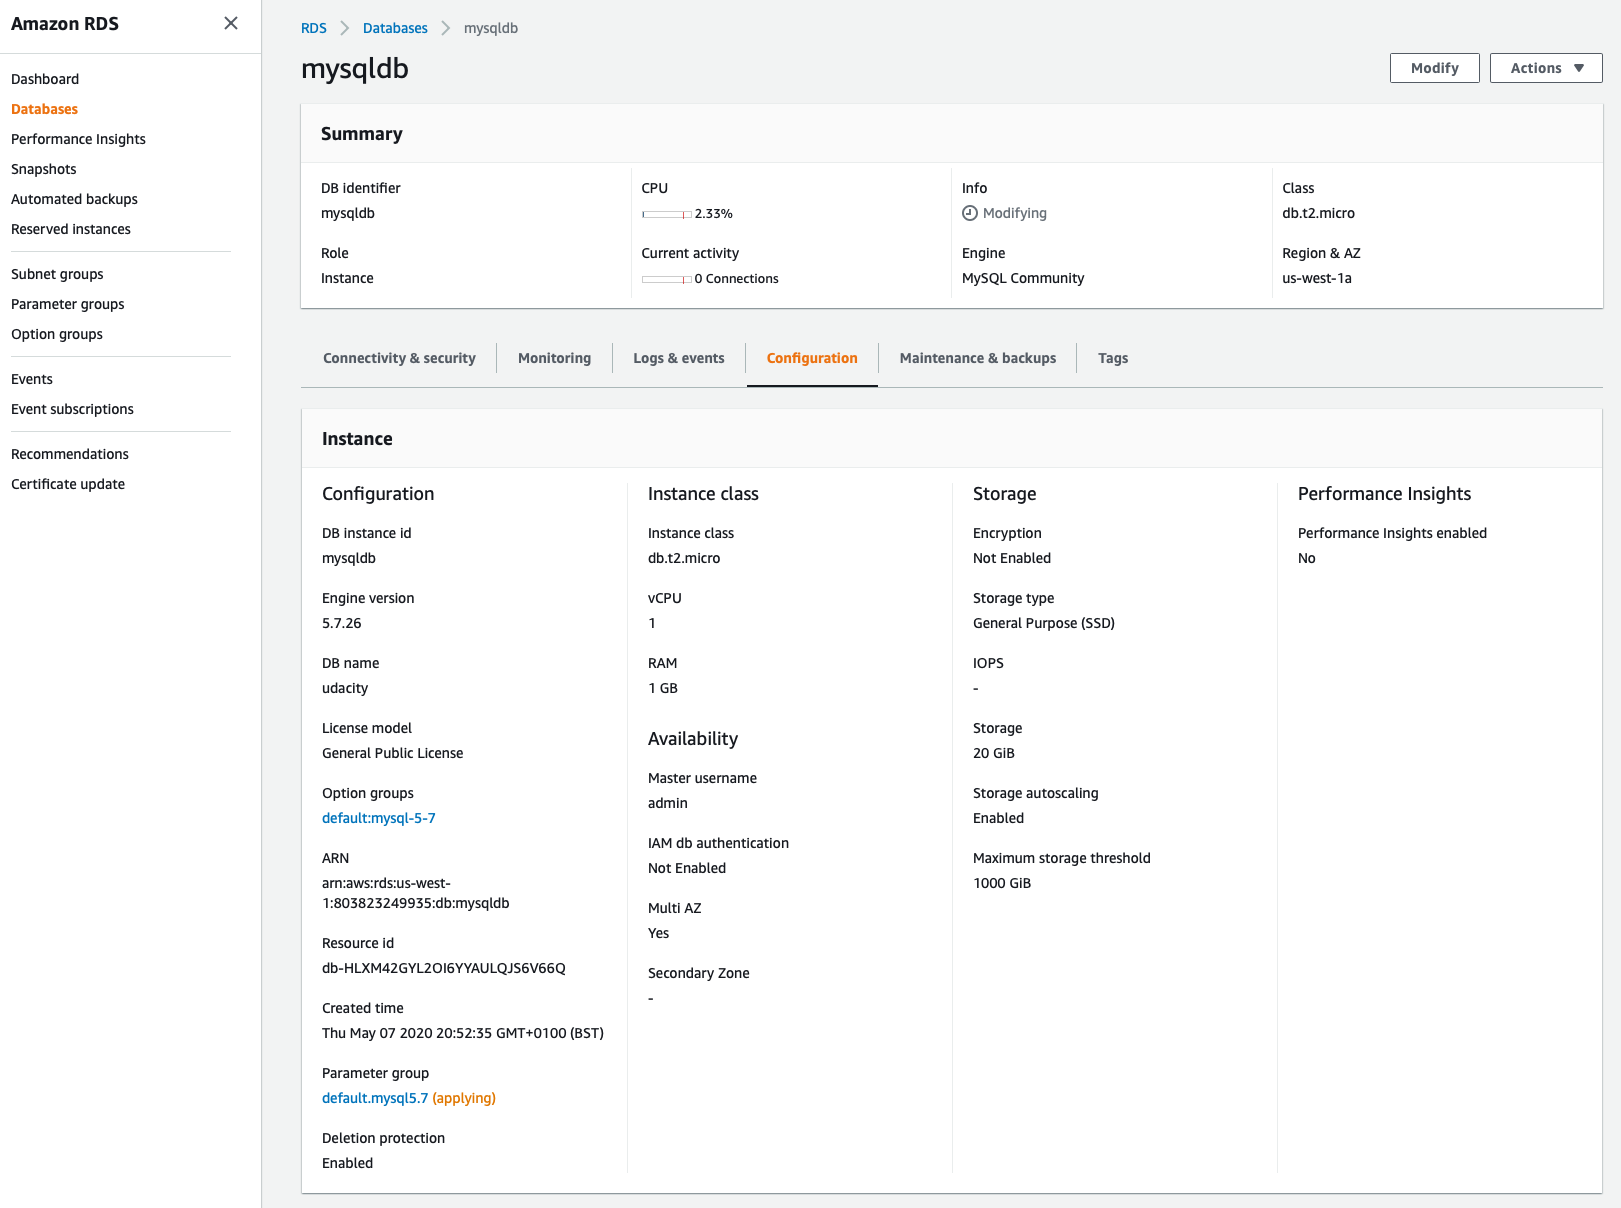 Amazon RDS
Dashboard
Databases
Performance Insights
Snapshots
Automated backups
Reserved instances
Subnet groups
Parameter groups
Option groups
Events
Event subscriptions
Recommendations
Certificate update
RDS > Databases > mysqldb
mysqldb
Modify
Actions
Summary
DB identifier
mysqldb
Role
Instance
CPU
2.33%
Current activity
0 Connections
Info
Modifying
Engine
MySQL Community
Class
db.t2.micro
Region & AZ
us-west-1a
Connectivity & security
Monitoring
Logs & events
Configuration
Maintenance & backups
Tags
Instance
Configuration
DB instance id
mysqldb
Engine version
5.7.26
DB name
udacity
License model
General Public License
Option groups
default:mysql-5-7
ARN
arn:aws:rds:us-west-
1:803823249935:db:mysqldb
Resource id
db-HLXM42GYL2OI6YYAULQJS6V66Q
Created time
Thu May 07 2020 20:52:35 GMT+0100 (BST)
Parameter group
default.mysql5.7 (applying)
Deletion protection
Enabled
Instance class
Instance class
db.t2.micro
vCPU
1
RAM
1 GB
Availability
Master username
admin
IAM db authentication
Not Enabled
Multi AZ
Yes
Secondary Zone
-
Storage
Encryption
Not Enabled
Storage type
General Purpose (SSD)
IOPS
-
Storage
20 GiB
Storage autoscaling
Enabled
Maximum storage threshold
1000 GiB
Performance Insights
Performance Insights enabled
No